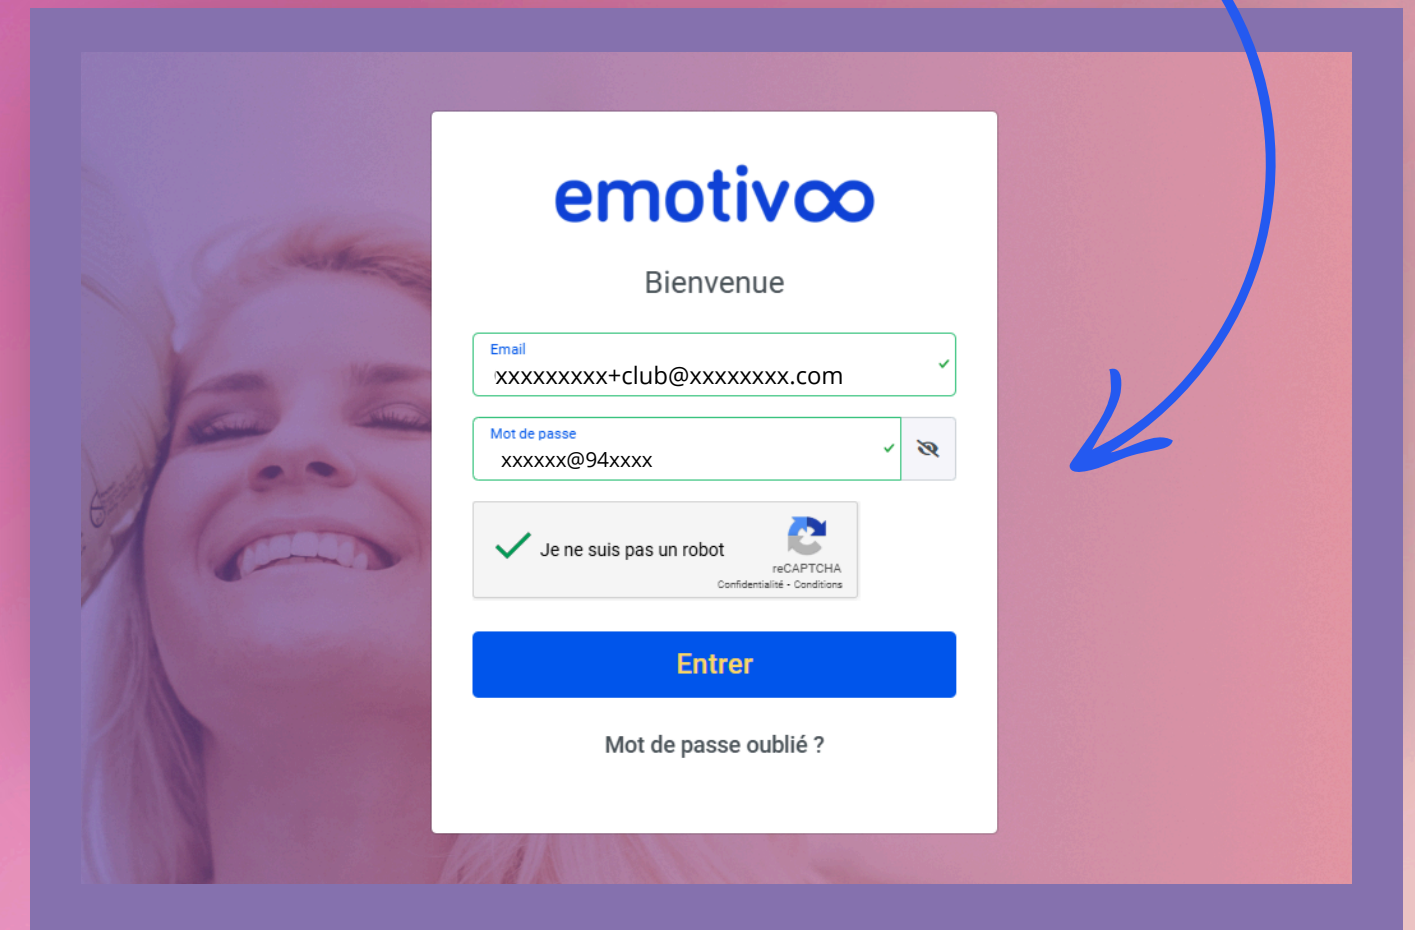 emotivoo
Bienvenue
Email
xxxxxxxxx+club@xxxxxxxx.com
Mot de passe
xxxxxx@94xxxx
Je ne suis pas un robot
reCAPTCHA
Confidentialité - Conditions
Entrer
Mot de passe oublié ?